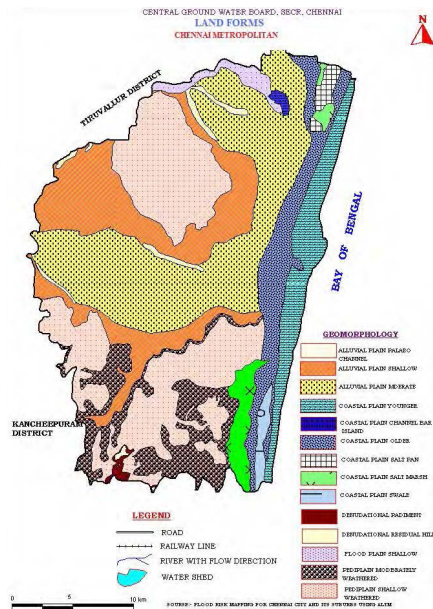 CENTRAL GROUND WATER BOARD, SECR, CHENNAI
LAND FORMS
CHENNAI METROPOLITAN
N
TIRUVALLUR DISTRICT
BAY OF BENGAL
KANCHEEPURAM
DISTRICT
GEOMORPHOLOGY
ALLUVIAL PLAIN PALAEO
CHANNEL
ALLUVIAL PLAIN SHALLOW
ALLUVIAL PLAIN MDERATE
COASTAL PLAIN YOUNGER
COASTAL PLAIN CHANNEL BAR
ISLAND
COASTAL PLAIN OLDER
COASTAL PLAIN SALT PAN
COASTAL PLAIN SALT MARSH
COASTAL PLAIN SWALE
DENUDATIONAL PADIMENT
DENUDATIONAL RESIDUAL HILL
FLOOD PLAIN SHALLOW
PEDIPLAIN MODERATELY
WEATHERED
PEDIPLAIN SHALLOW
WEATHERED
LEGEND
ROAD
RAILWAY LINE
RIVER WITH FLOW DIRECTION
WATER SHED
0 5 10 km
SOURSE:- FLOOD RISK MAPPING FOR CHENNAI CITY AND ITS SUBURBS USING ALTM